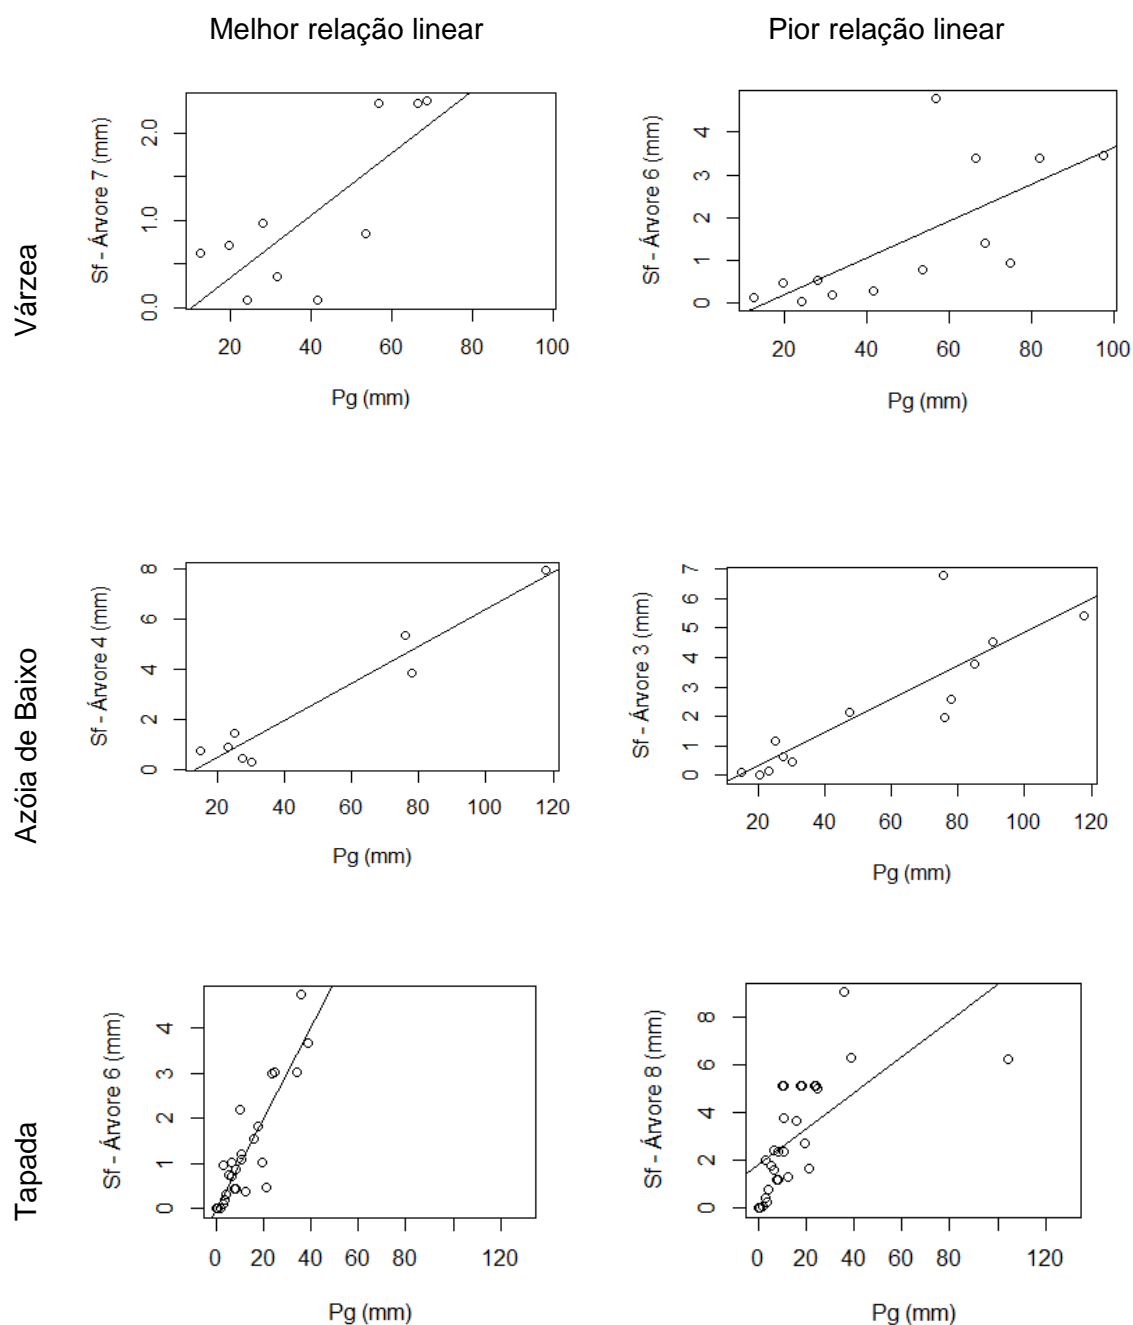 Melhor relação linear
Pior relação linear
Várzea
Sf - Árvore 7 (mm)
0.0 1.0 2.0
20 40 60 80 100
Pg (mm)
Sf - Árvore 6 (mm)
0 1 2 3 4
20 40 60 80 100
Pg (mm)
Azóia de Baixo
Sf - Árvore 4 (mm)
0 2 4 6 8
20 40 60 80 100 120
Pg (mm)
Sf - Árvore 3 (mm)
0 1 2 3 4 5 6 7
20 40 60 80 100 120
Pg (mm)
Tapada
Sf - Árvore 6 (mm)
0 1 2 3 4
0 20 40 60 80 120
Pg (mm)
Sf - Árvore 8 (mm)
0 2 4 6 8
0 20 40 60 80 120
Pg (mm)